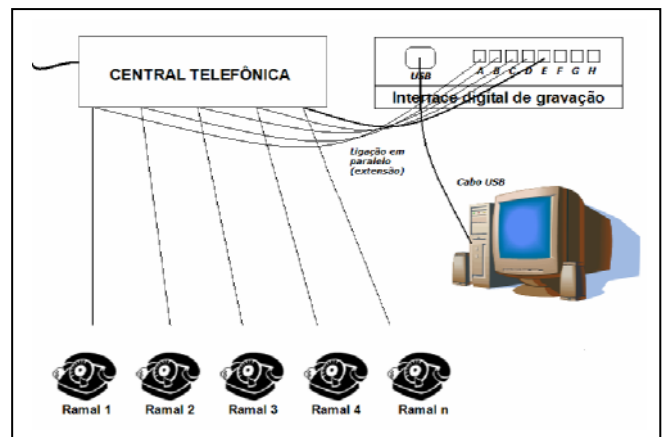 CENTRAL TELEFÔNICA
USB
A B C D E F G H
Interface digital de gravação
Ligação em
paralelo
(extensão)
Cabo USB
Ramal 1 Ramal 2 Ramal 3 Ramal 4 Ramal n